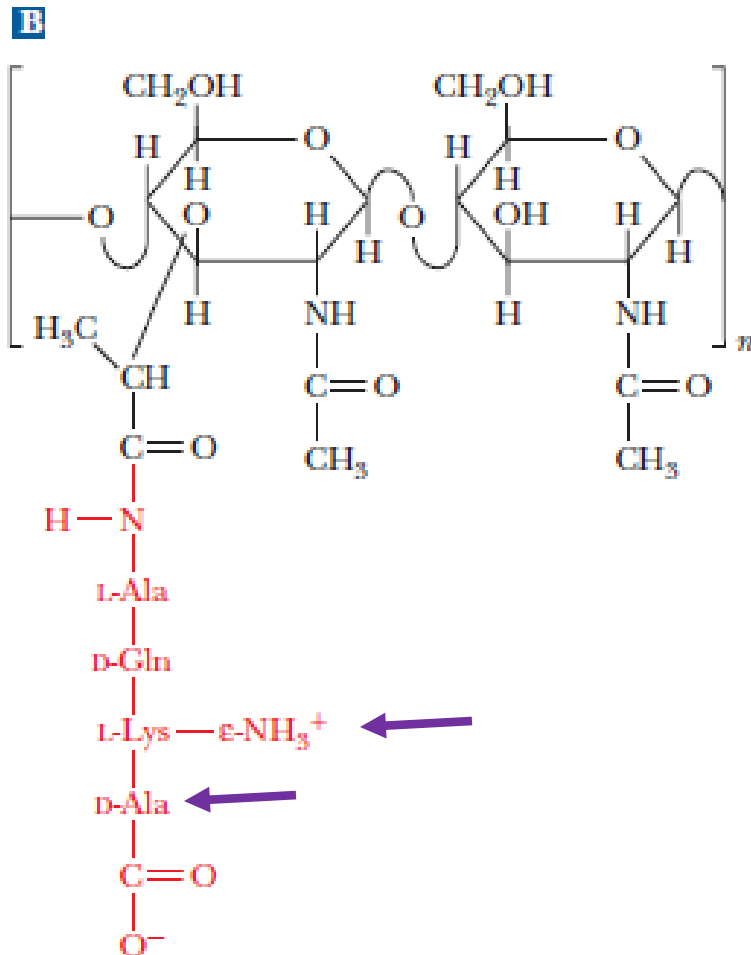 B
CH₂OH CH₂OH
O O
H H
H H
O H OH H
O O
H H
H NH H NH
H₃C
n
CH C=O C=O
C=O CH₃ CH₃
H—N
L-Ala
D-Gln
L-Lys—ε-NH₃⁺
D-Ala
C=O
O⁻